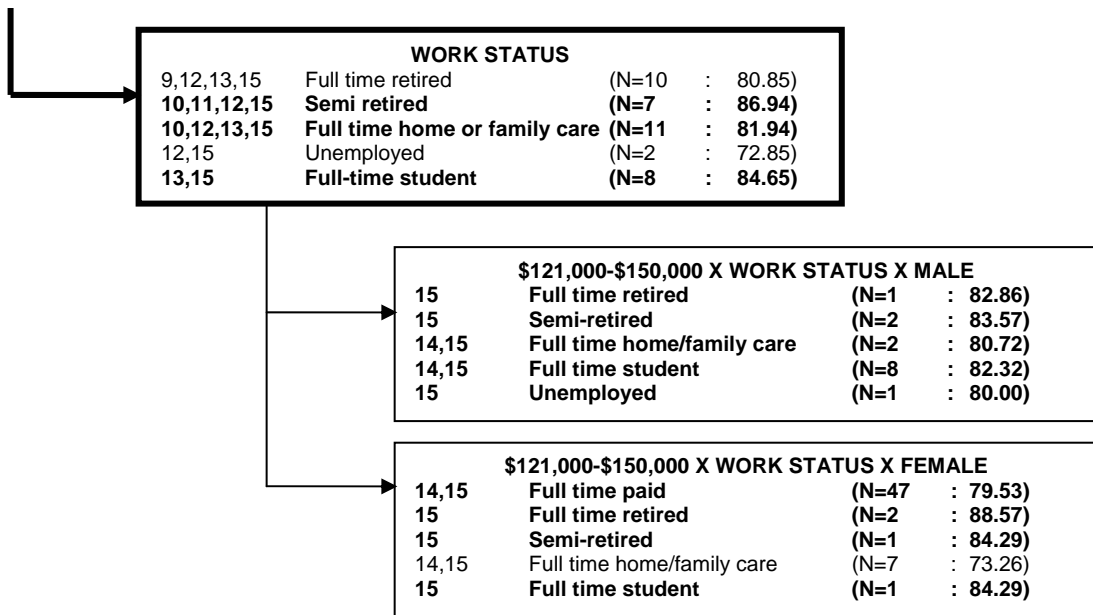 WORK STATUS
9,12,13,15 Full time retired (N=10 : 80.85)
10,11,12,15 Semi retired (N=7 : 86.94)
10,12,13,15 Full time home or family care (N=11 : 81.94)
12,15 Unemployed (N=2 : 72.85)
13,15 Full-time student (N=8 : 84.65)
$121,000-$150,000 X WORK STATUS X MALE
15 Full time retired (N=1 : 82.86)
15 Semi-retired (N=2 : 83.57)
14,15 Full time home/family care (N=2 : 80.72)
14,15 Full time student (N=8 : 82.32)
15 Unemployed (N=1 : 80.00)
$121,000-$150,000 X WORK STATUS X FEMALE
14,15 Full time paid (N=47 : 79.53)
15 Full time retired (N=2 : 88.57)
15 Semi-retired (N=1 : 84.29)
14,15 Full time home/family care (N=7 : 73.26)
15 Full time student (N=1 : 84.29)